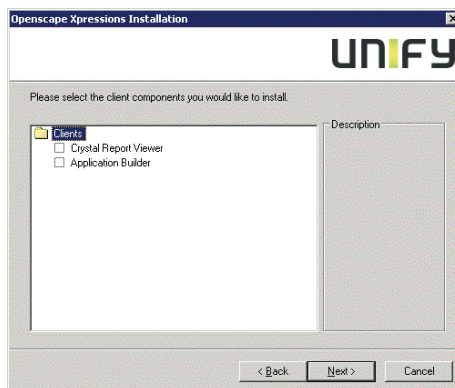 Openscape Xpressions Installation
UNIFY
Please select the client components you would like to install.
Clients
Description
Crystal Report Viewer
Application Builder
< Back
Next >
Cancel